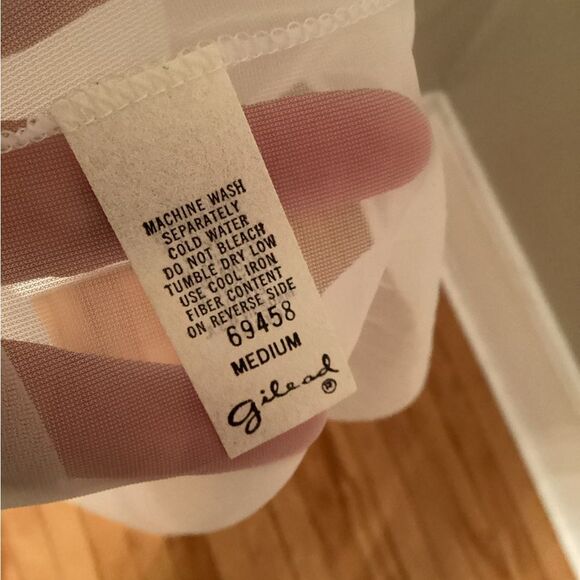 MACHINE WASH
SEPARATELY
COLD WATER
DO NOT BLEACH
TUMBLE DRY LOW
USE COOL IRON
FIBER CONTENT
ON REVERSE SIDE
69458
MEDIUM
gilead ®